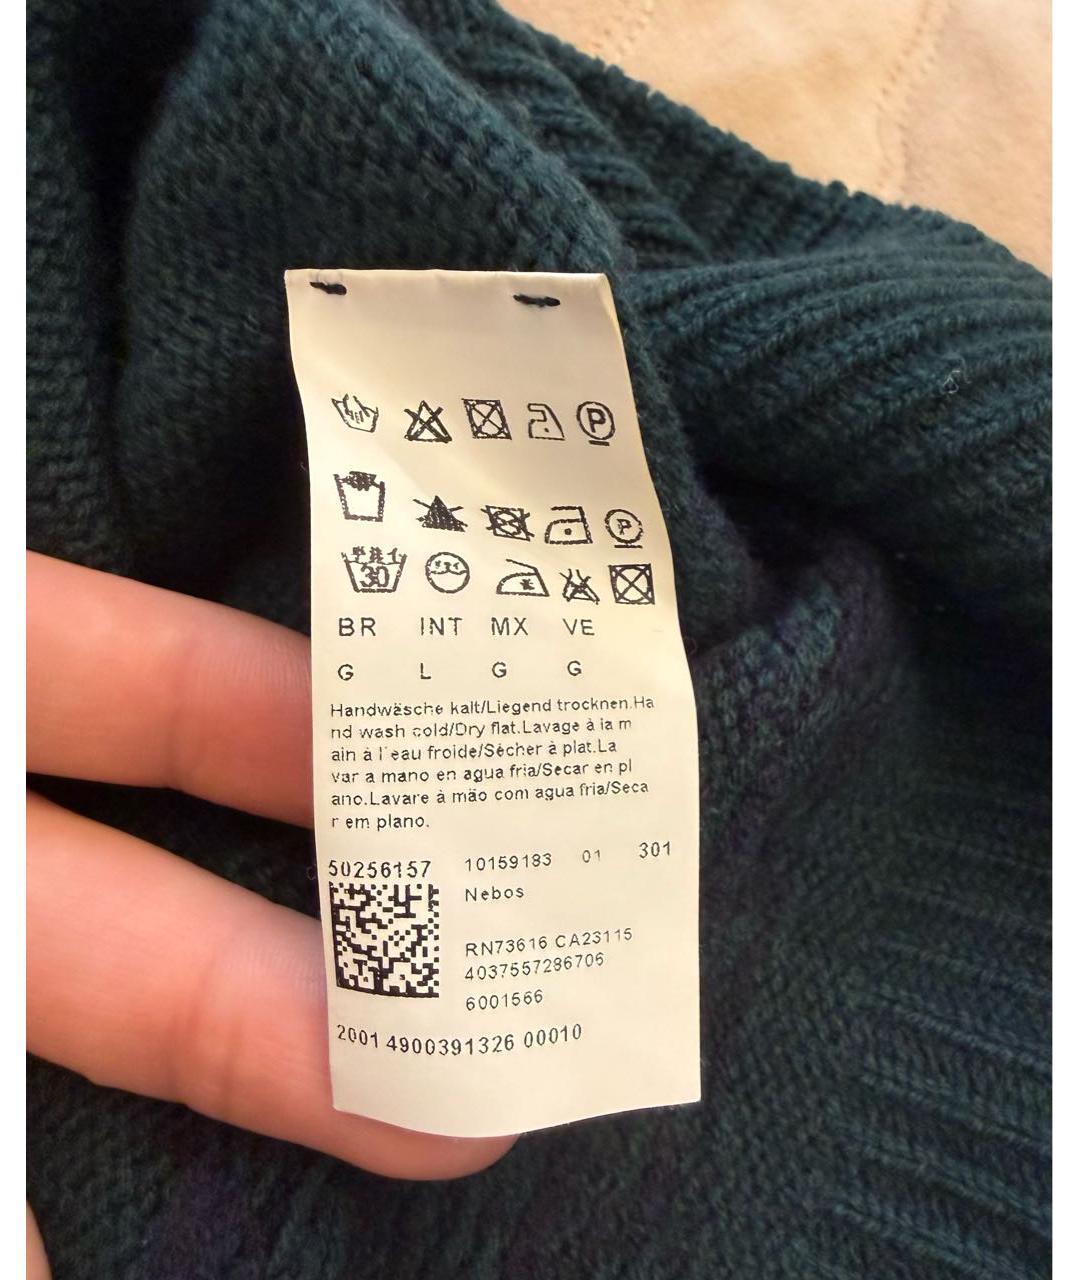 P
P
30
BR INT MX VE
G L G G
Handwäsche kalt/Liegend trocknen.Ha
nd wash cold/Dry flat.Lavage à la m
ain à l'eau froide/Sécher à plat.La
var a mano en agua fria/Secar en pl
ano.Lavare à mão com agua fria/Seca
r em plano.
50256157 10159183 01 301
Nebos
RN73616 CA23115
4037557286706
6001566
2001 4900391326 00010